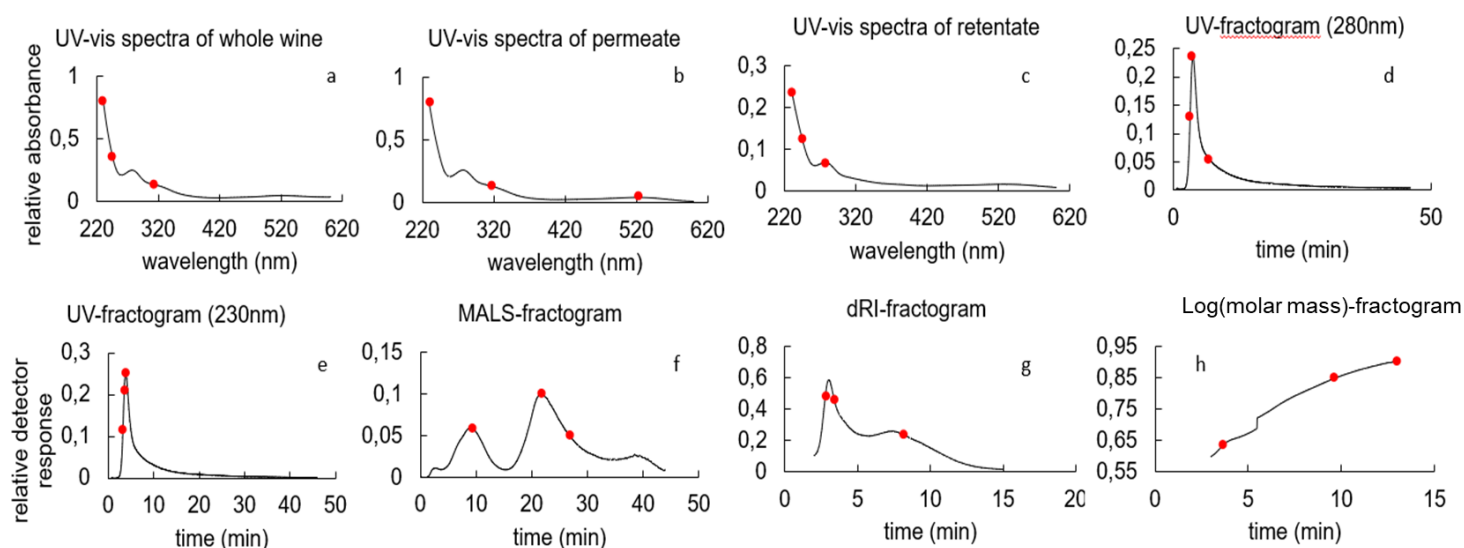 UV-vis spectra of whole wine
a
relative absorbance
1
0,5
0
220 320 420 520 620
wavelength (nm)
UV-vis spectra of permeate
b
1
0,5
0
220 320 420 520 620
wavelength (nm)
UV-vis spectra of retentate
c
0,3
0,2
0,1
0
220 320 420 520 620
wavelength (nm)
UV-fractogram (280nm)
d
0,25
0,2
0,15
0,1
0,05
0
0 50
time (min)
UV-fractogram (230nm)
e
relative detector
response
0,3
0,2
0,1
0
0 10 20 30 40 50
time (min)
MALS-fractogram
f
0,15
0,1
0,05
0
0 10 20 30 40 50
time (min)
dRI-fractogram
g
0,8
0,6
0,4
0,2
0
0 5 10 15 20
time (min)
Log(molar mass)-fractogram
h
0,95
0,85
0,75
0,65
0,55
0 5 10 15
time (min)